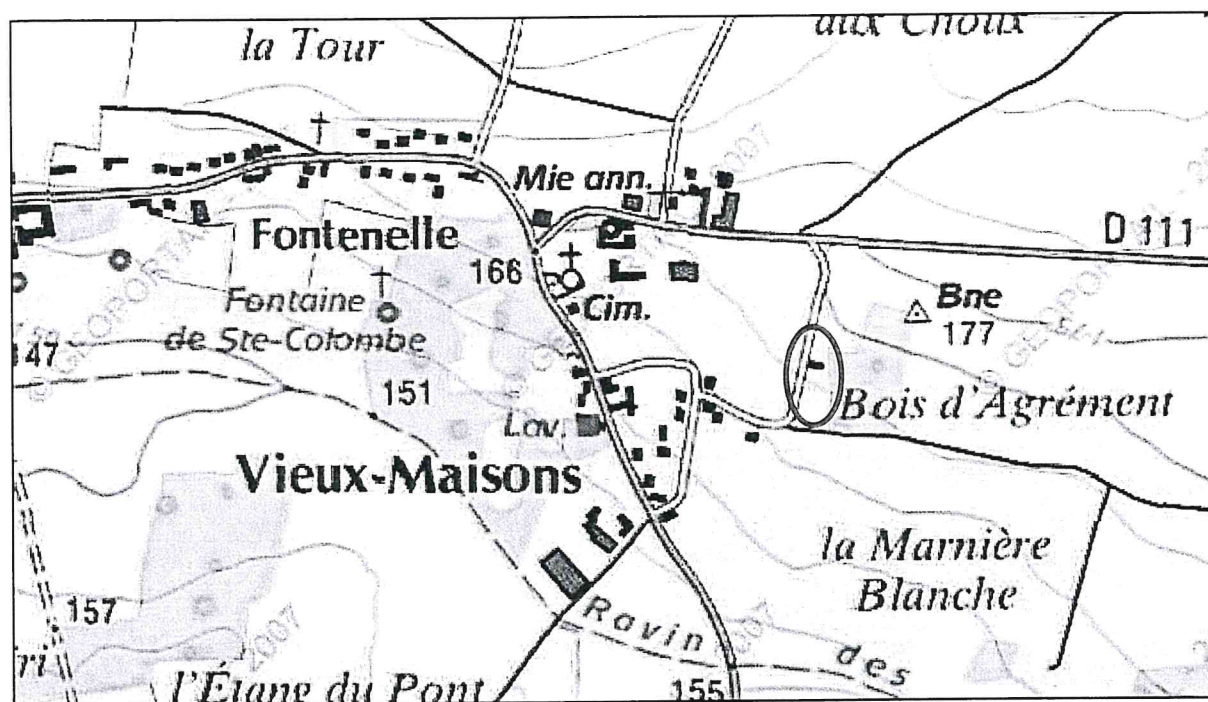 la Tour
aux Choux
Mie ann.
Fontenelle
166
D 111
Fontaine
de Ste-Colombe
Cim.
Bne
177
47
151
Bois d'Agrément
Lav.
Vieux-Maisons
la Marnière
Blanche
157
Ravin des
2007
l'Étang du Pont
155